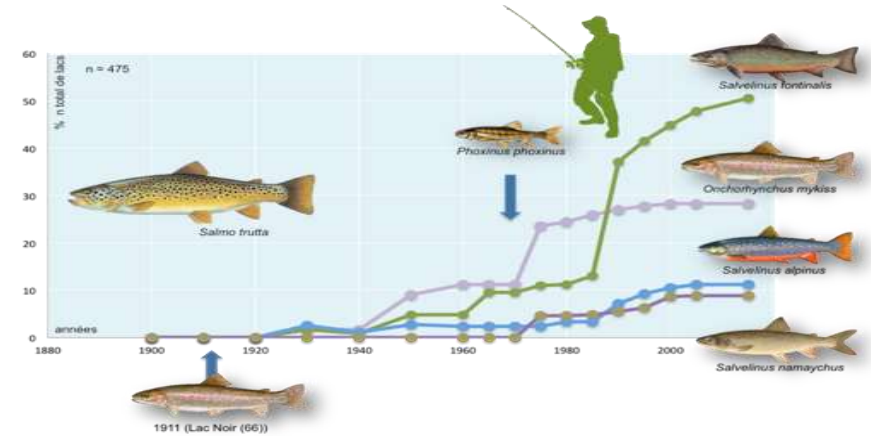 60
n = 475
% n total de lacs
50
40
30
20
10
0
années
1880
1900
1920
1940
1960
1980
2000
Salmo trutta
Phoxinus phoxinus
Salvelinus fontinalis
Onchorhynchus mykiss
Salvelinus alpinus
Salvelinus namaychus
1911 (Lac Noir (66))